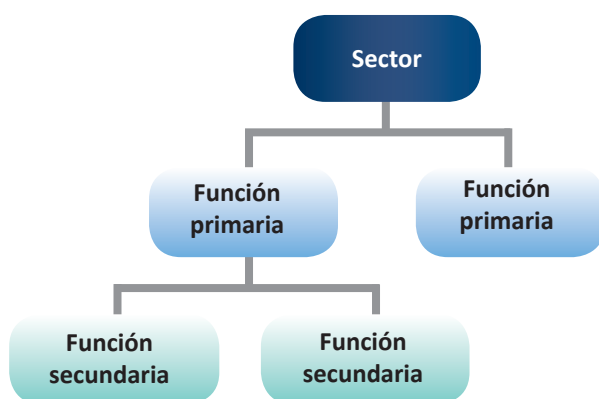 Sector
Función
primaria
Función
primaria
Función
secundaria
Función
secundaria